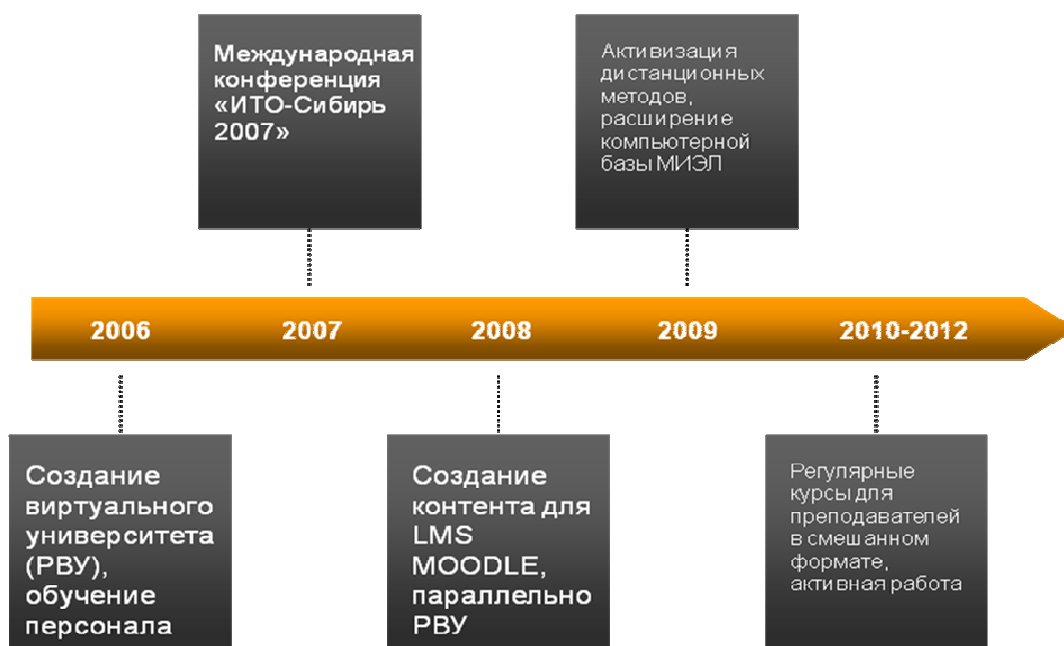 Международная
конференция
«ИТО-Сибирь
2007»
Активизация
дистанционных
методов,
расширение
компьютерной
базы МИЭЛ
2006
2007
2008
2009
2010-2012
Создание
виртуального
университета
(РВУ),
обучение
персонала
Создание
контента для
LMS
MOODLE,
параллельно
РВУ
Регулярные
курсы для
преподавателей
в смешанном
формате,
активная работа